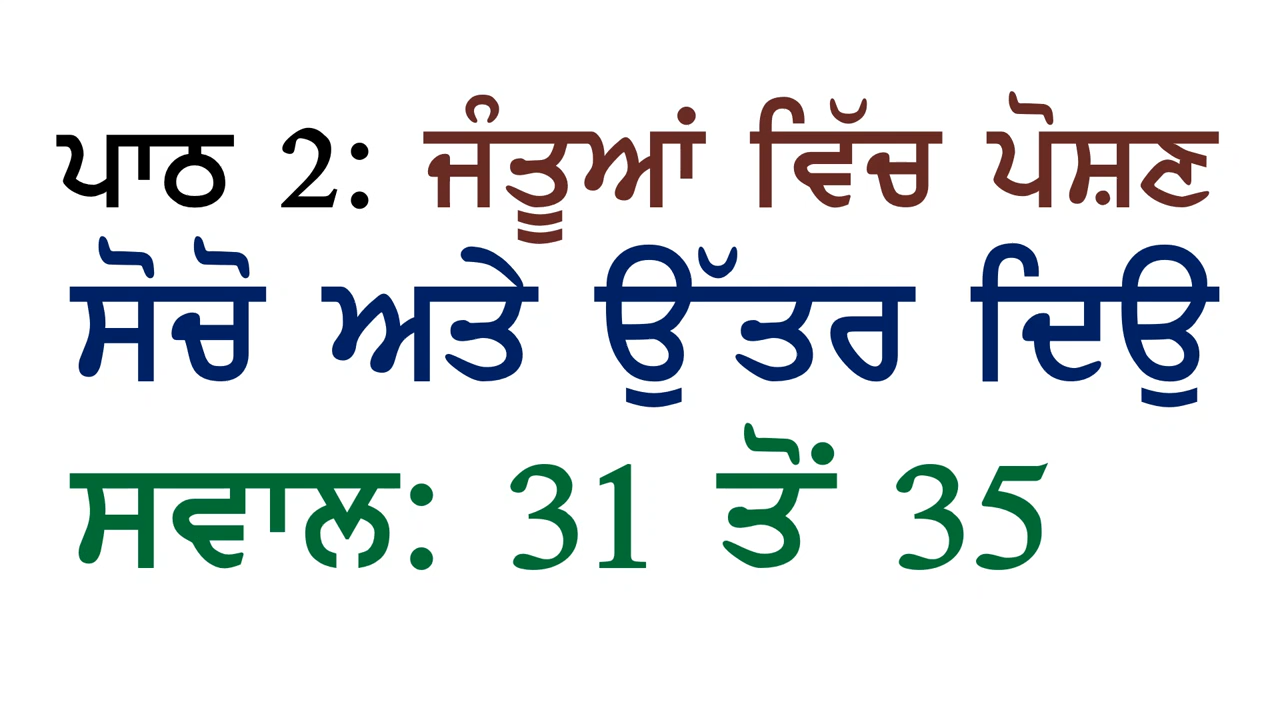 ਪਾਠ 2: ਜੰਤੂਆਂ ਵਿੱਚ ਪੋਸ਼ਣ
ਸੋਚੋ ਅਤੇ ਉੱਤਰ ਦਿਉ
ਸਵਾਲ: 31 ਤੋਂ 35